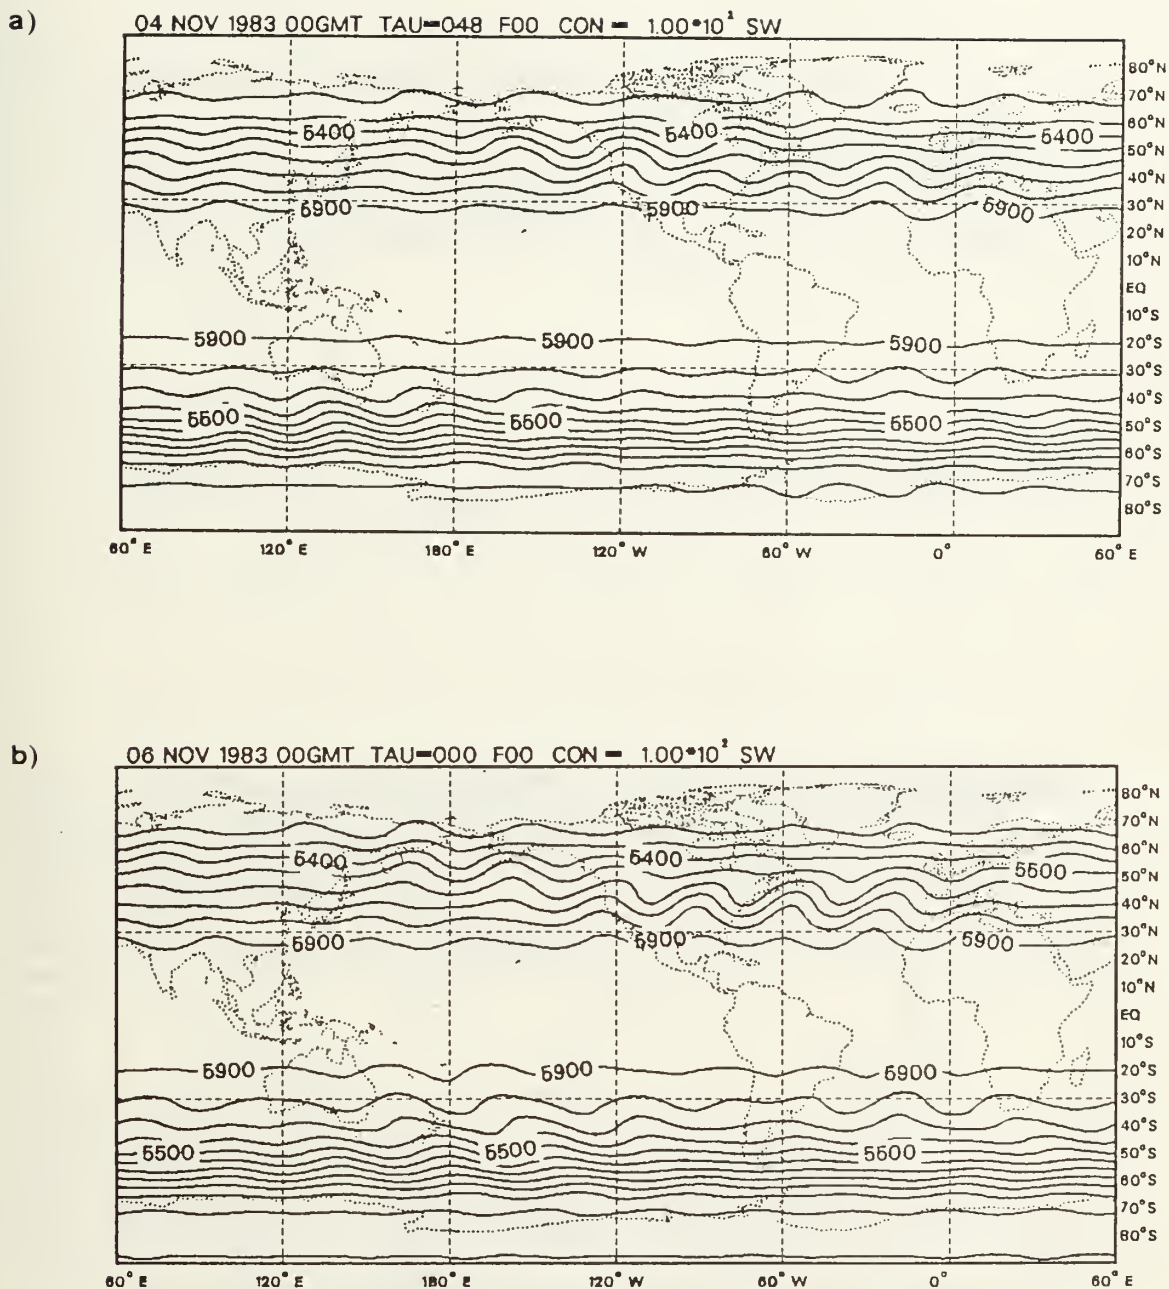 a)
04 NOV 1983 00GMT TAU=048 F00 CON = 1.00*10² SW
80°N
70°N
60°N
5400 5400 5400
50°N
40°N
30°N
5900 5900 5900
20°N
10°N
EQ
10°S
5900 5900 5900
20°S
30°S
40°S
5500 5500 5500
50°S
60°S
70°S
80°S
60° E 120° E 180° E 120° W 60° W 0° 60° E
b)
06 NOV 1983 00GMT TAU=000 F00 CON = 1.00*10² SW
80°N
70°N
60°N
5400 5400 5500
50°N
40°N
30°N
5900 5900 5900
20°N
10°N
EQ
10°S
5900 5900 5900
20°S
30°S
40°S
5500 5500 5500
50°S
60°S
70°S
80°S
60° E 120° E 180° E 120° W 60° W 0° 60° E